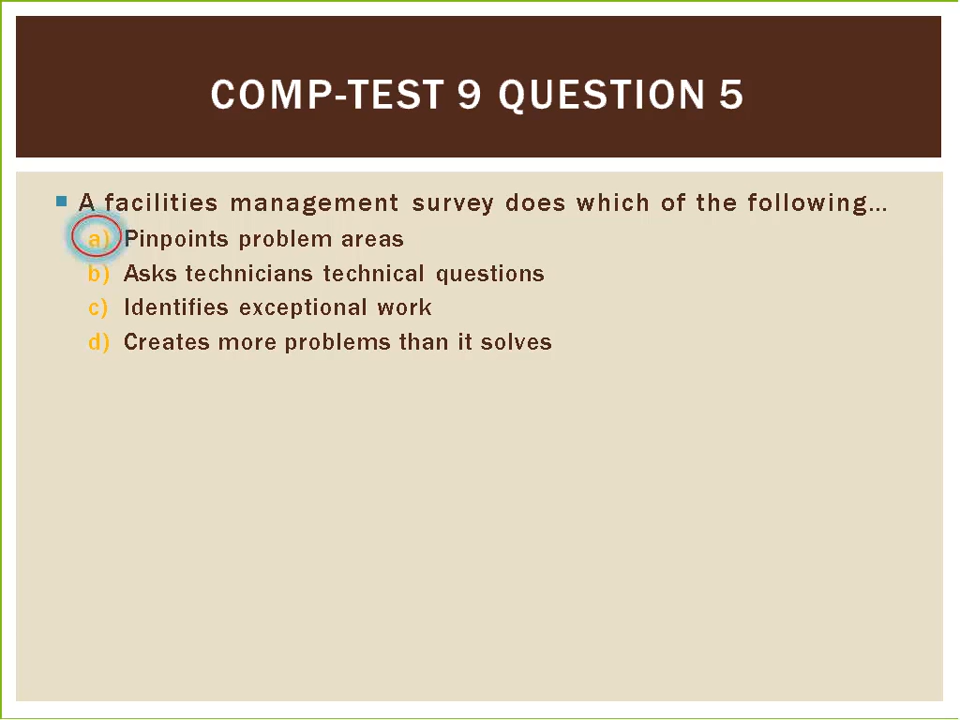 COMP-TEST 9 QUESTION 5
A facilities management survey does which of the following…
a) Pinpoints problem areas
b) Asks technicians technical questions
c) Identifies exceptional work
d) Creates more problems than it solves